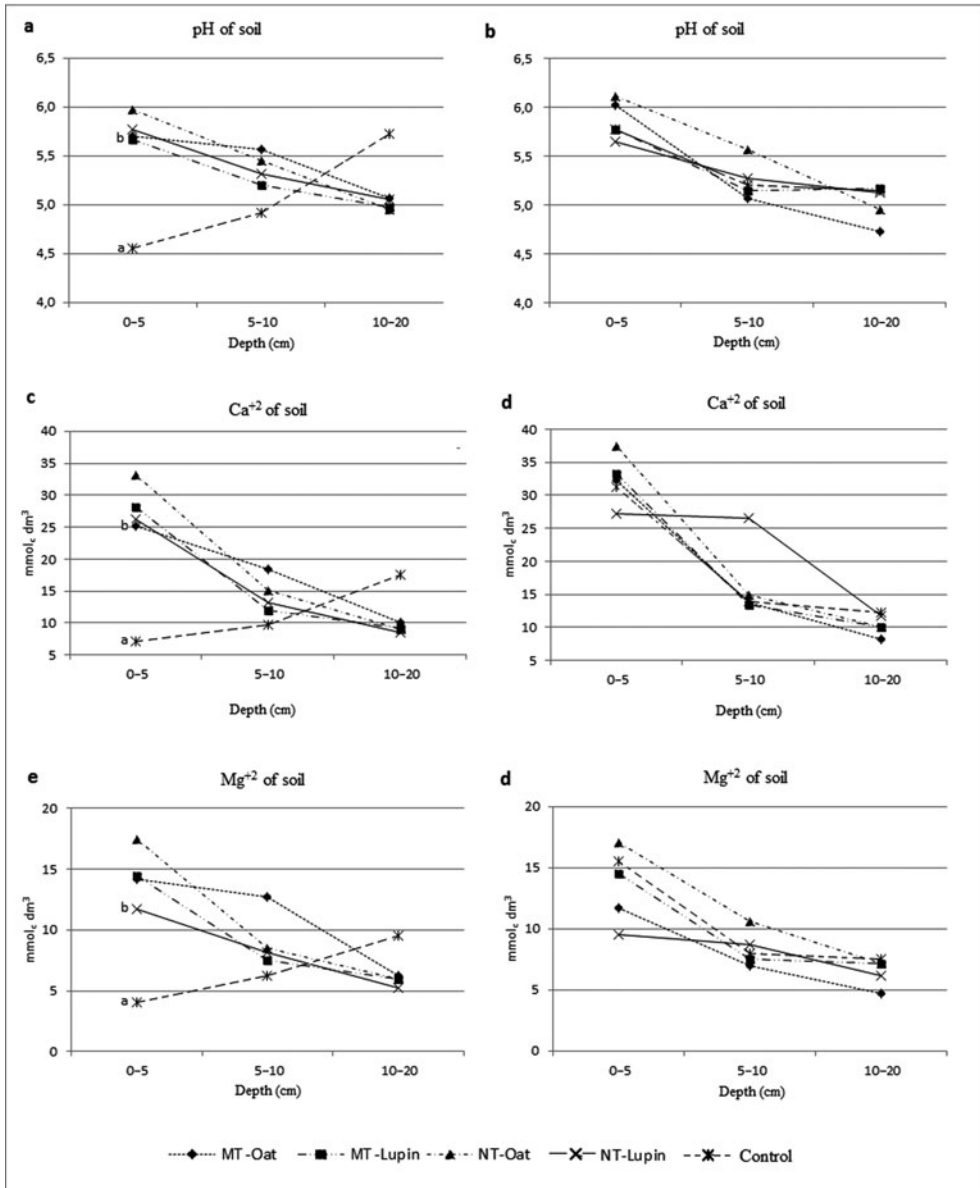 a
pH of soil
6,5
6,0
b
5,5
5,0
4,5
a
4,0
0–5
5–10
10–20
Depth (cm)
b
pH of soil
6,5
6,0
5,5
5,0
4,5
4,0
0–5
5–10
10–20
Depth (cm)
c
Ca+2 of soil
mmolc dm3
40
35
30
25
b
20
15
10
a
5
0–5
5–10
10–20
Depth (cm)
d
Ca+2 of soil
mmolc dm3
40
35
30
25
20
15
10
5
0–5
5–10
10–20
Depth (cm)
e
Mg+2 of soil
mmolc dm3
20
15
b
10
5
a
0
0–5
5–10
10–20
Depth (cm)
d
Mg+2 of soil
mmolc dm3
20
15
10
5
0
0–5
5–10
10–20
Depth (cm)
MT-Oat
MT-Lupin
NT-Oat
NT-Lupin
Control